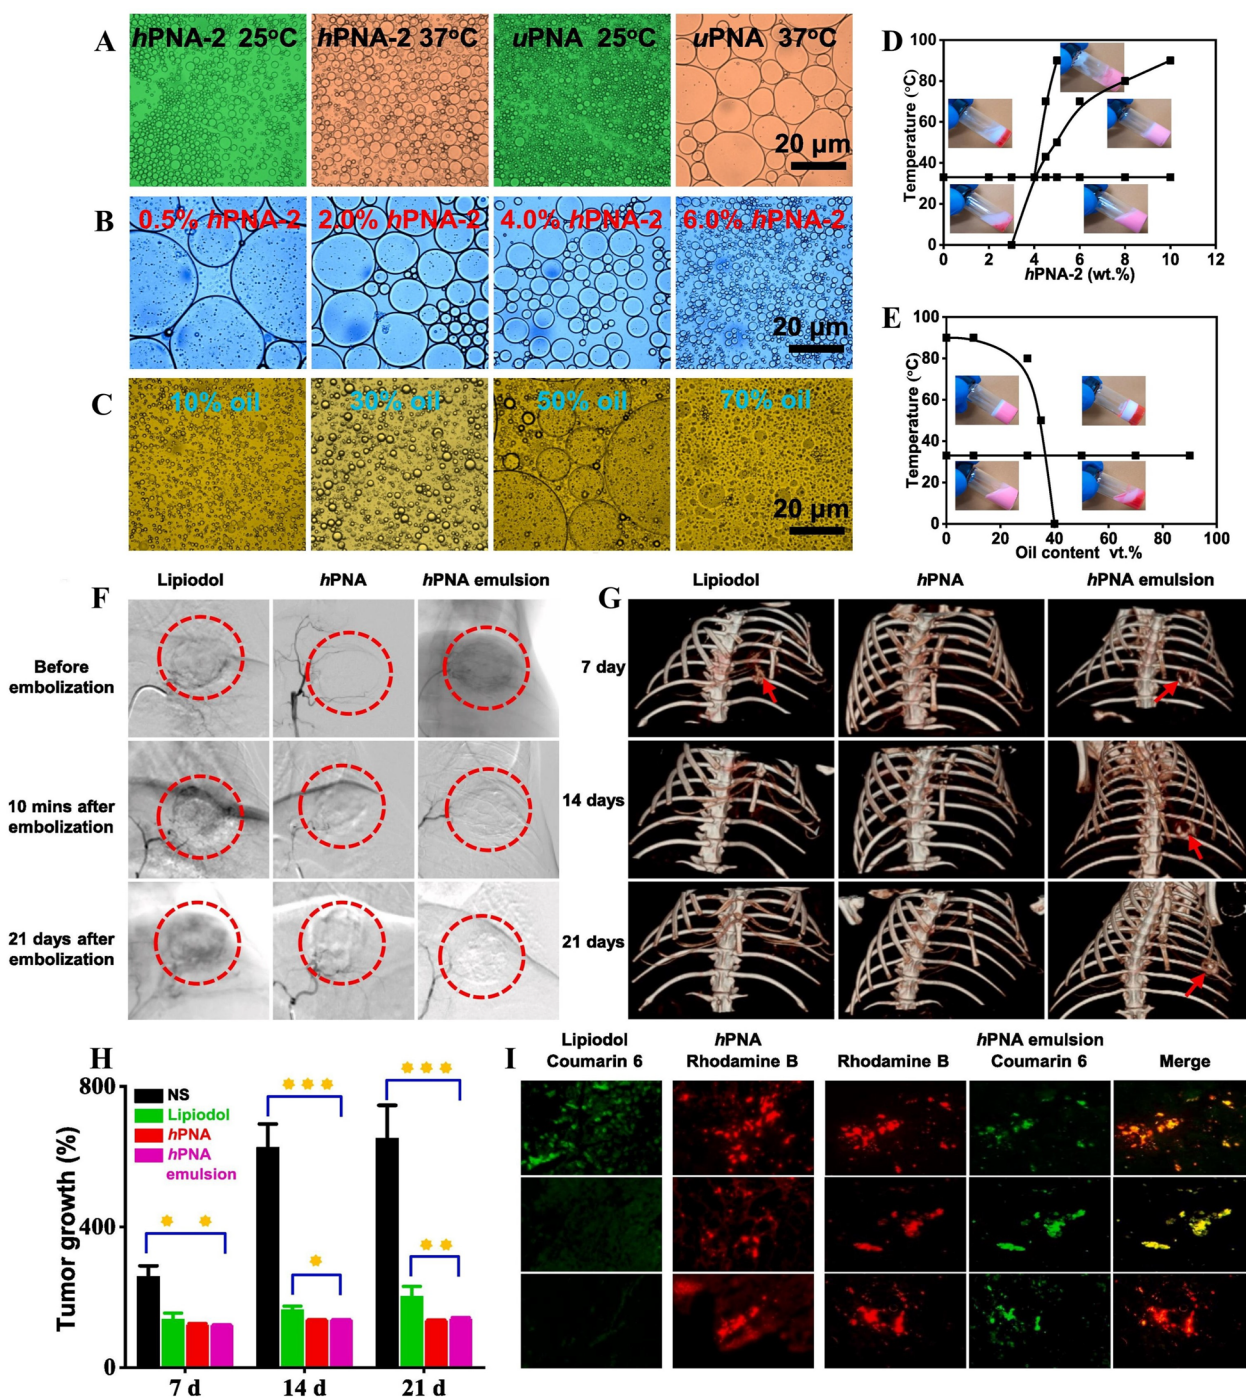 A
hPNA-2 25°C
hPNA-2 37°C
uPNA 25°C
uPNA 37°C
20 μm
B
0.5% hPNA-2
2.0% hPNA-2
4.0% hPNA-2
6.0% hPNA-2
20 μm
C
10% oil
30% oil
50% oil
70% oil
20 μm
D
Temperature (°C)
100
80
60
40
20
0
0 2 4 6 8 10 12
hPNA-2 (wt.%)
E
Temperature (°C)
100
80
60
40
20
0
0 20 40 60 80 100
Oil content vt.%
F
Lipiodol
hPNA
hPNA emulsion
Before
embolization
10 mins after
embolization
21 days after
embolization
G
Lipiodol
hPNA
hPNA emulsion
7 day
14 days
21 days
H
Tumor growth (%)
800
400
0
NS
Lipiodol
hPNA
hPNA
emulsion
7 d
14 d
21 d
I
Lipiodol
Coumarin 6
hPNA
Rhodamine B
hPNA emulsion
Rhodamine B
Coumarin 6
Merge